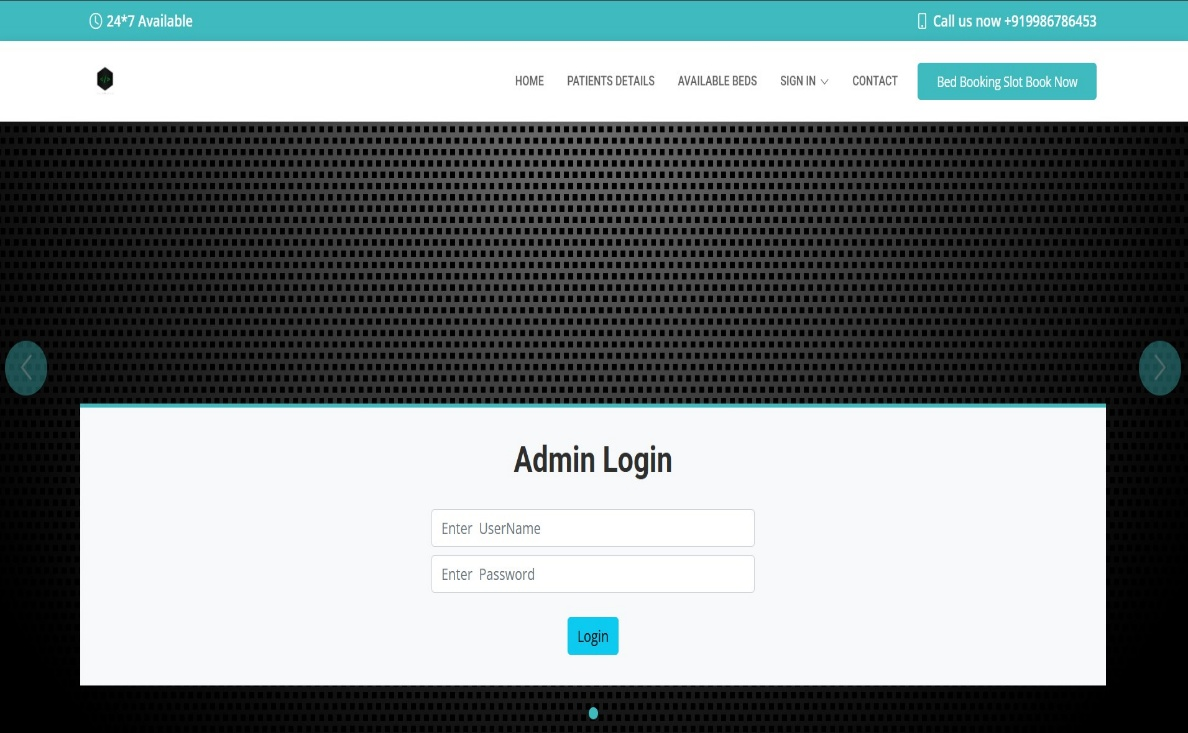 24*7 Available
Call us now +919986786453
HOME PATIENTS DETAILS AVAILABLE BEDS SIGN IN CONTACT Bed Booking Slot Book Now
Admin Login
Enter UserName
Enter Password
Login